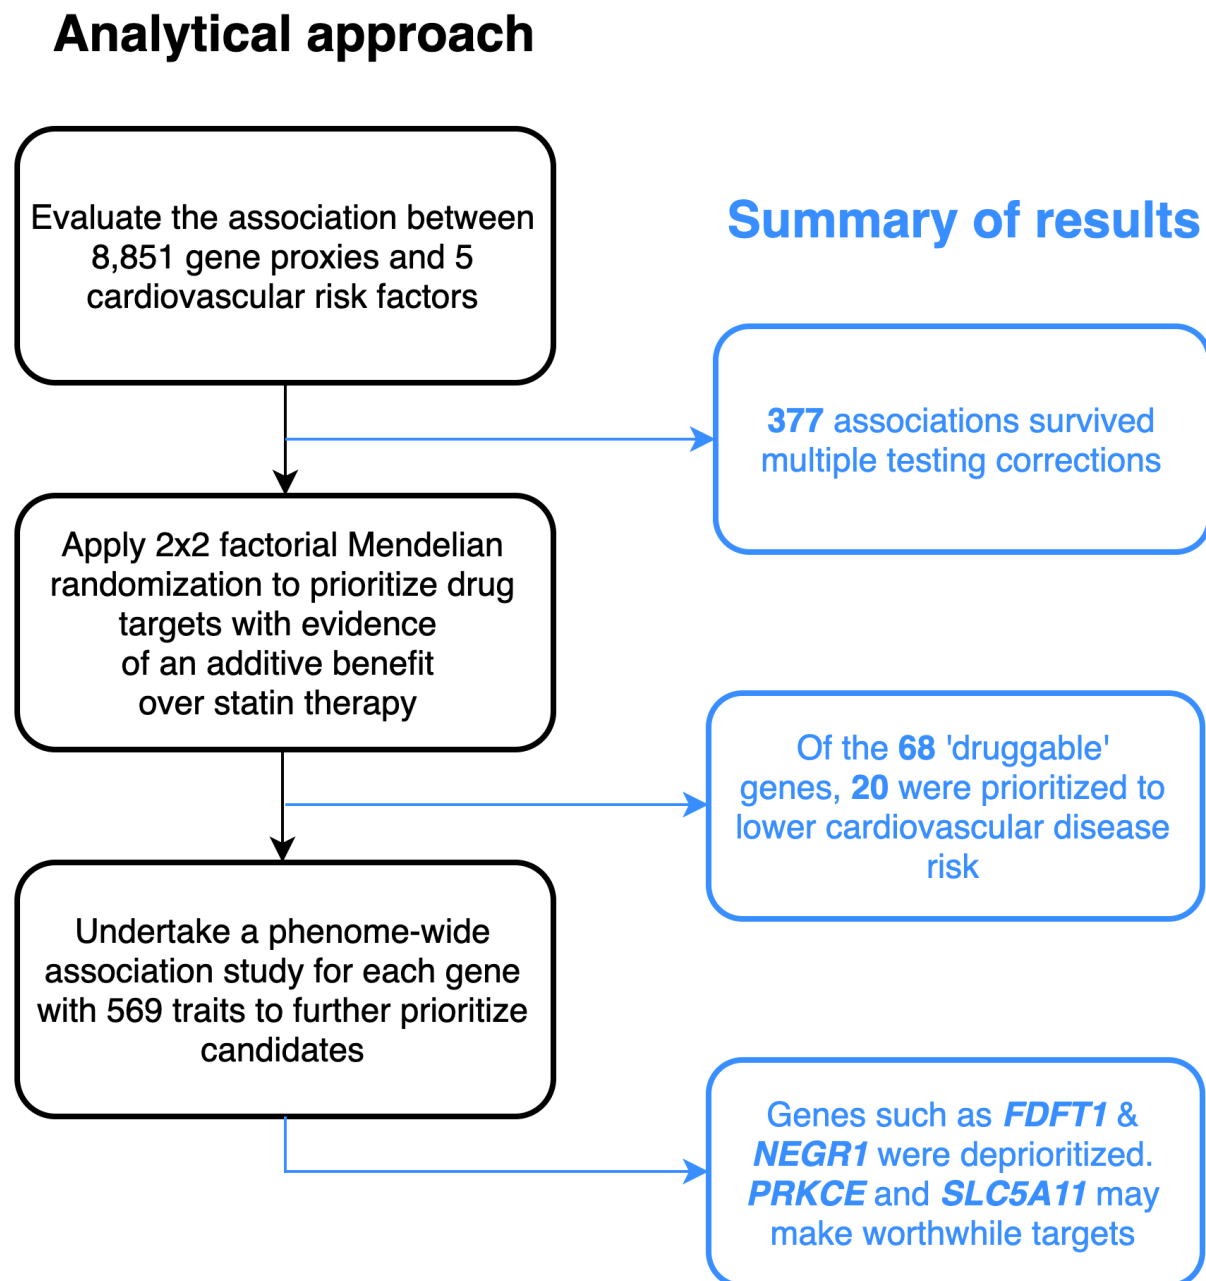 Analytical approach
Evaluate the association between
8,851 gene proxies and 5
cardiovascular risk factors
Summary of results
377 associations survived
multiple testing corrections
Apply 2x2 factorial Mendelian
randomization to prioritize drug
targets with evidence
of an additive benefit
over statin therapy
Of the 68 'druggable'
genes, 20 were prioritized to
lower cardiovascular disease
risk
Undertake a phenome-wide
association study for each gene
with 569 traits to further prioritize
candidates
Genes such as FDFT1 &
NEGR1 were deprioritized.
PRKCE and SLC5A11 may
make worthwhile targets